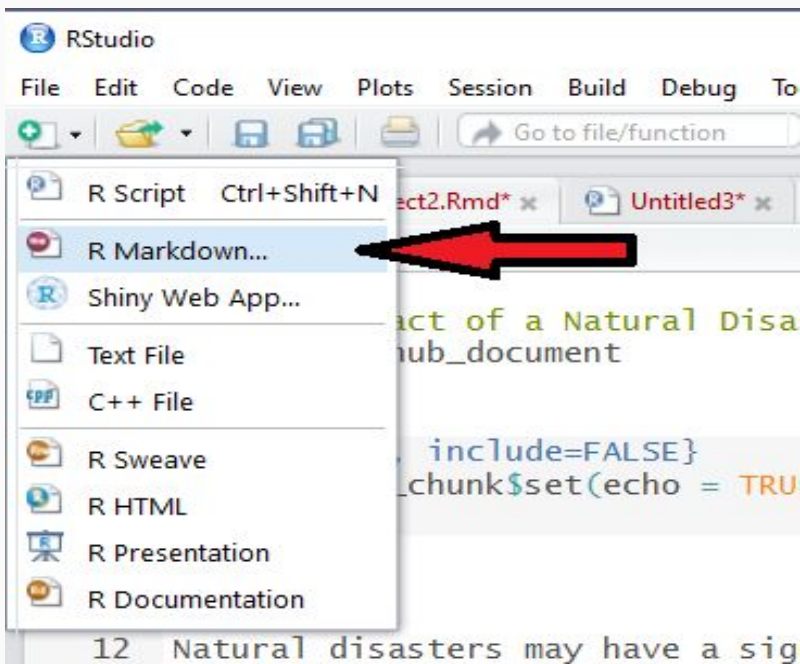 RStudio
File Edit Code View Plots Session Build Debug To
Go to file/function
R Script Ctrl+Shift+N
ect2.Rmd* Untitled3*
R Markdown...
Shiny Web App...
act of a Natural Disa
Text File
hub_document
C++ File
, include=FALSE}
R Sweave
_chunk$set(echo = TRU
R HTML
R Presentation
R Documentation
12 Natural disasters may have a sig